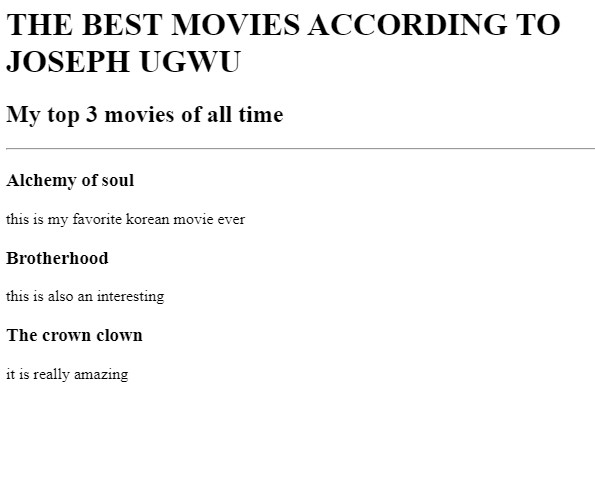 THE BEST MOVIES ACCORDING TO
JOSEPH UGWU
My top 3 movies of all time
Alchemy of soul
this is my favorite korean movie ever
Brotherhood
this is also an interesting
The crown clown
it is really amazing